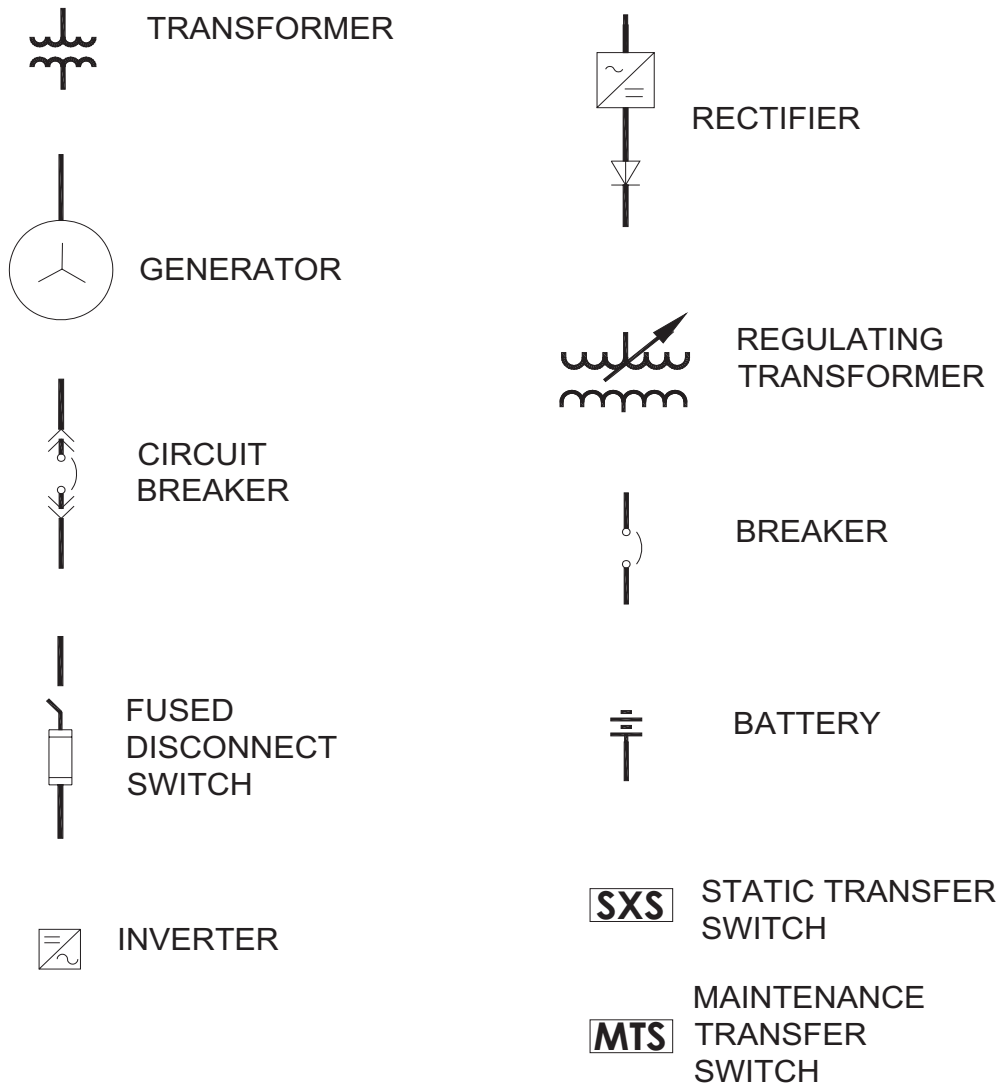 TRANSFORMER
GENERATOR
CIRCUIT
BREAKER
FUSED
DISCONNECT
SWITCH
INVERTER
RECTIFIER
REGULATING
TRANSFORMER
BREAKER
BATTERY
SXS
STATIC TRANSFER
SWITCH
MTS
MAINTENANCE
TRANSFER
SWITCH